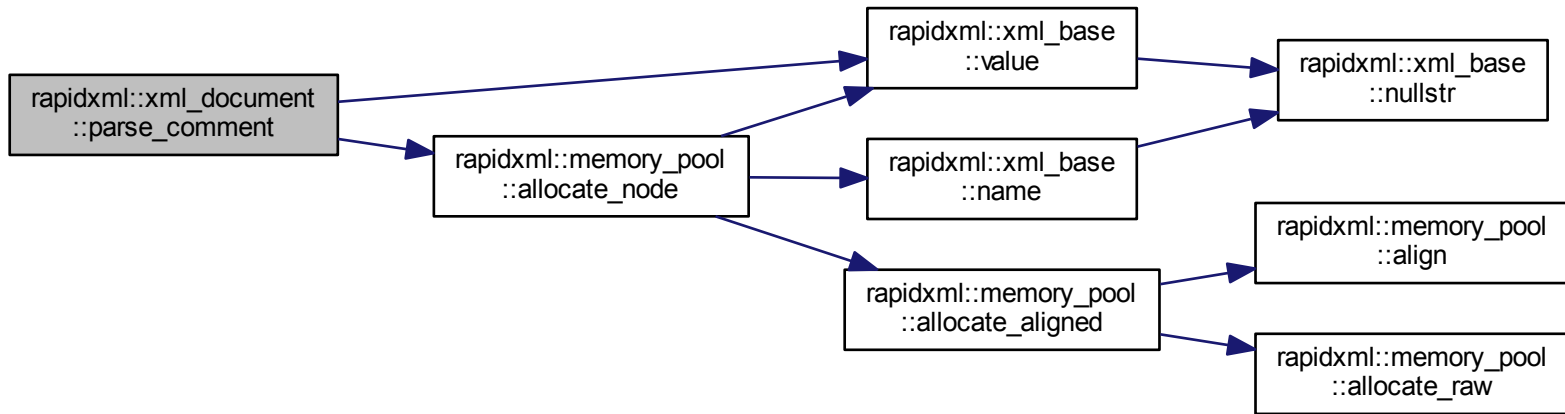 rapidxml::xml_document
::parse_comment
rapidxml::memory_pool
::allocate_node
rapidxml::xml_base
::value
rapidxml::xml_base
::name
rapidxml::memory_pool
::allocate_aligned
rapidxml::xml_base
::nullstr
rapidxml::memory_pool
::align
rapidxml::memory_pool
::allocate_raw